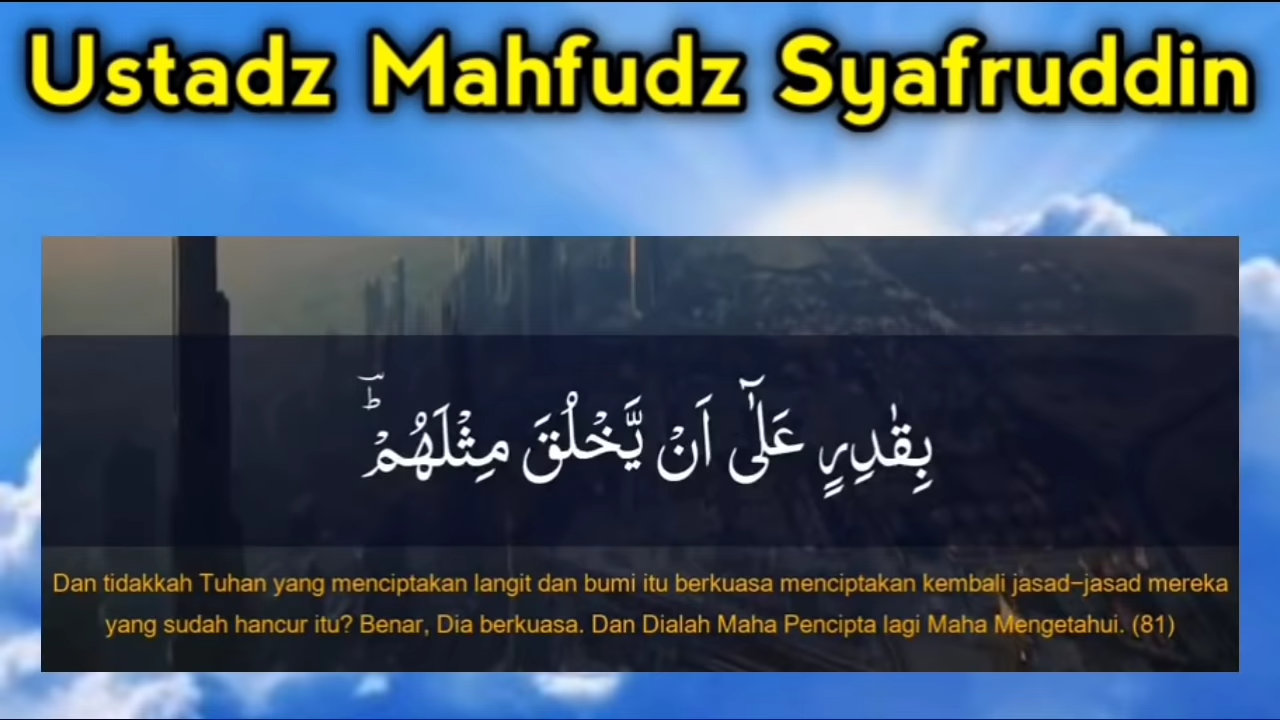 Ustadz Mahfudz Syafruddin
بِقٰدِرٍ عَلٰٓى اَنْ يَّخْلُقَ مِثْلَهُمْ ۗؕ
Dan tidakkah Tuhan yang menciptakan langit dan bumi itu berkuasa menciptakan kembali jasad-jasad mereka
yang sudah hancur itu? Benar, Dia berkuasa. Dan Dialah Maha Pencipta lagi Maha Mengetahui. (81)